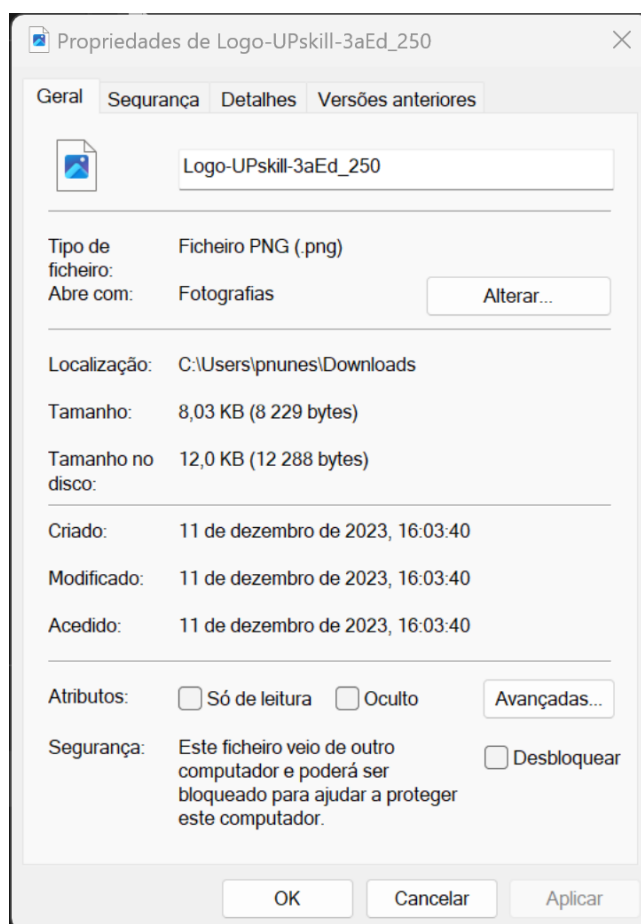 Propriedades de Logo-UPskill-3aEd_250
Geral Segurança Detalhes Versões anteriores
Logo-UPskill-3aEd_250
Tipo de ficheiro: Ficheiro PNG (.png)
Abre com: Fotografias Alterar...
Localização: C:\Users\pnunes\Downloads
Tamanho: 8,03 KB (8 229 bytes)
Tamanho no disco: 12,0 KB (12 288 bytes)
Criado: 11 de dezembro de 2023, 16:03:40
Modificado: 11 de dezembro de 2023, 16:03:40
Acedido: 11 de dezembro de 2023, 16:03:40
Atributos: Só de leitura Oculto Avançadas...
Segurança: Este ficheiro veio de outro
computador e poderá ser
bloqueado para ajudar a proteger
este computador.
Desbloquear
OK Cancelar Aplicar